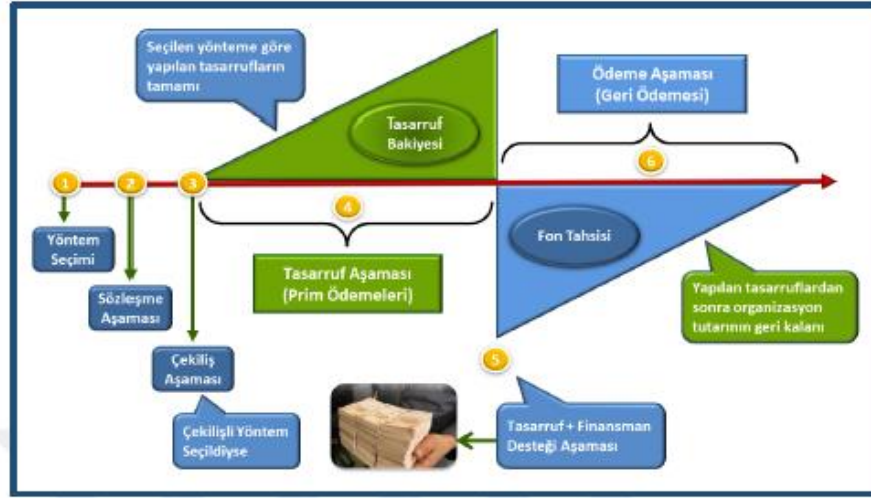 Seçilen yönteme göre
yapılan tasarrufların
tamamı
Tasarruf
Bakiyesi
Ödeme Aşaması
(Geri Ödemesi)
6
1
2
3
4
Yöntem
Seçimi
Sözleşme
Aşaması
Çekiliş
Aşaması
Çekilişli Yöntem
Seçildiyse
Tasarruf Aşaması
(Prim Ödemeleri)
Fon Tahsisi
Yapılan tasarruflardan
sonra organizasyon
tutarının geri kalanı
5
Tasarruf + Finansman
Desteği Aşaması